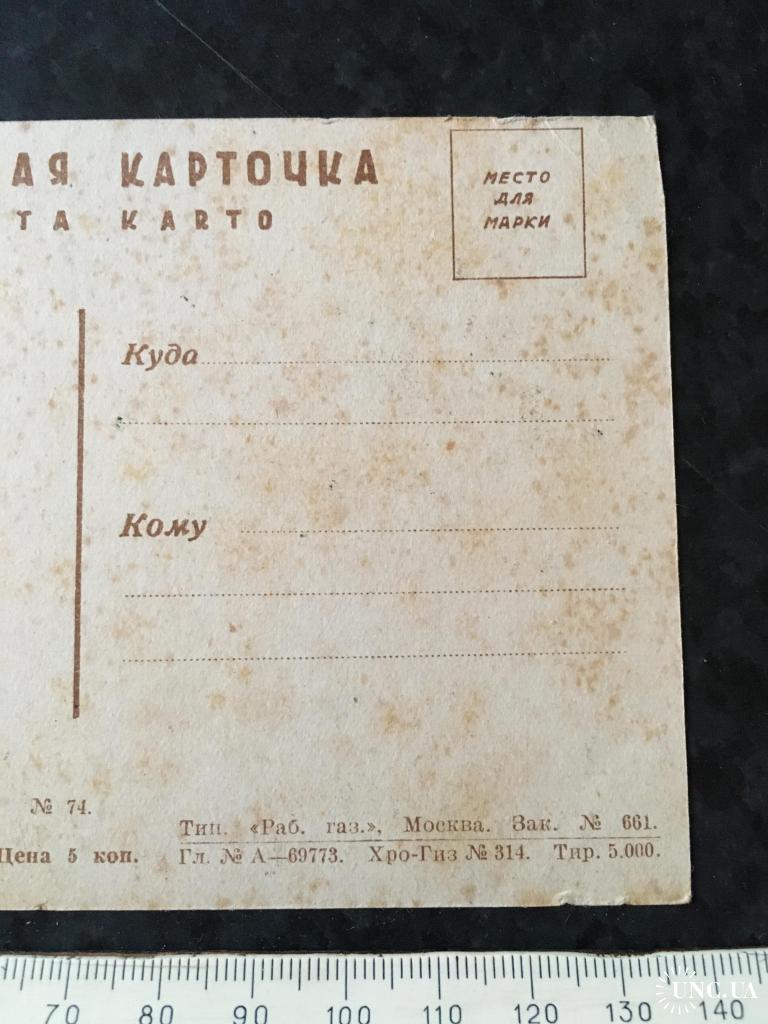 АЯ КАРТОЧКА
ТА KARTO
МЕСТО
ДЛЯ
МАРКИ
Куда
Кому
№ 74.
Цена 5 коп.
Тип. «Раб. газ.», Москва. Зак. № 661.
Гл. № А—69773. Хро-Гиз № 314. Тир. 5.000.
70 80 90 100 110 120 130 140
UNC.UA